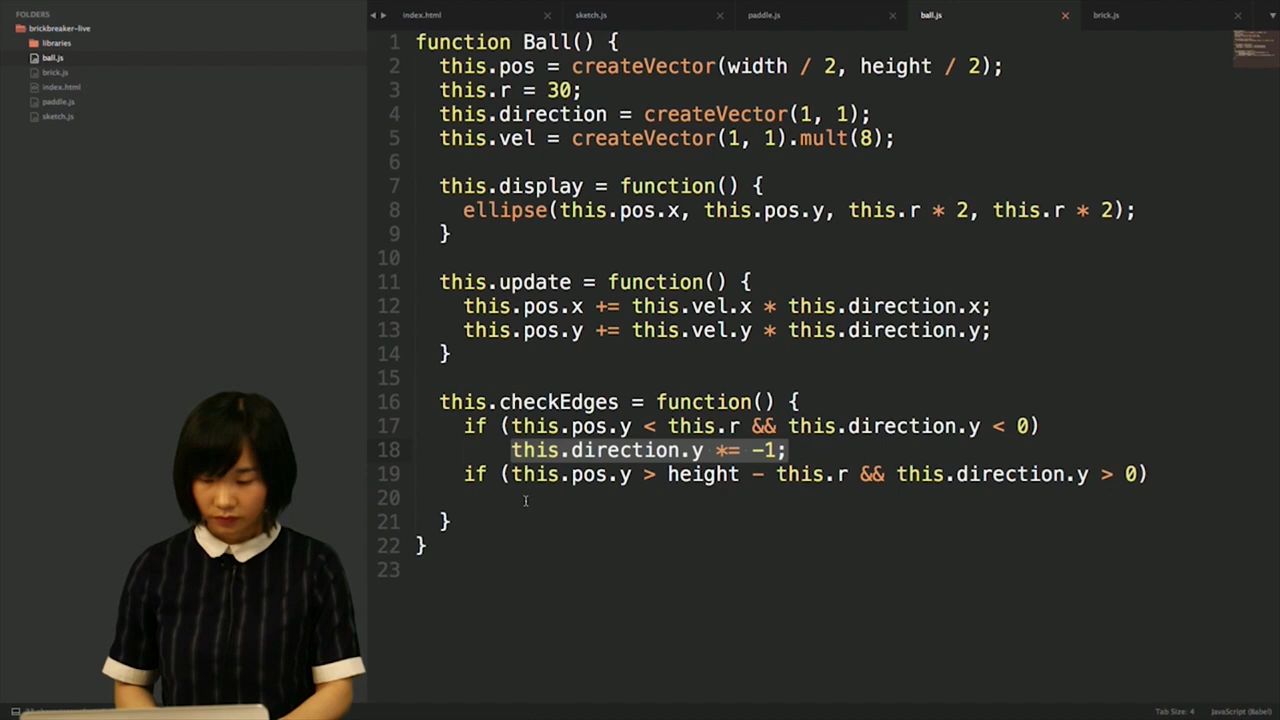 FOLDERS
brickbreaker-live
libraries
ball.js
brick.js
index.html
paddle.js
sketch.js
index.html
sketch.js
paddle.js
ball.js
brick.js
1 function Ball() {
2 this.pos = createVector(width / 2, height / 2);
3 this.r = 30;
4 this.direction = createVector(1, 1);
5 this.vel = createVector(1, 1).mult(8);
6
7 this.display = function() {
8 ellipse(this.pos.x, this.pos.y, this.r * 2, this.r * 2);
9 }
10
11 this.update = function() {
12 this.pos.x += this.vel.x * this.direction.x;
13 this.pos.y += this.vel.y * this.direction.y;
14 }
15
16 this.checkEdges = function() {
17 if (this.pos.y < this.r && this.direction.y < 0)
18 this.direction.y *= -1;
19 if (this.pos.y > height - this.r && this.direction.y > 0)
20
21 }
22 }
23
Tab Size: 4
JavaScript (Babel)